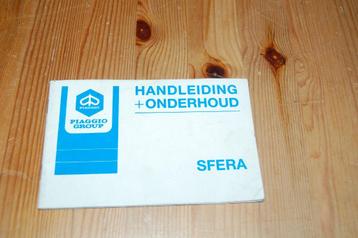 PIAGGIO
PIAGGIO
GROUP
HANDLEIDING
+ONDERHOUD
SFERA